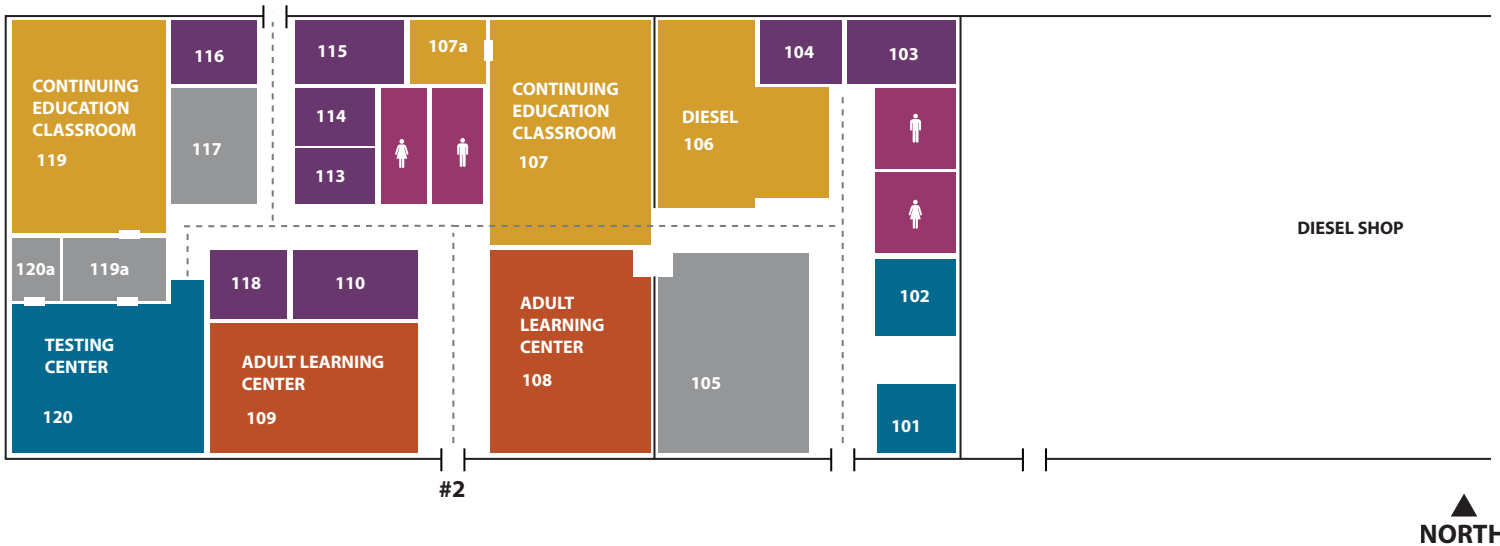 116
115
107a
104
103
CONTINUING
EDUCATION
CLASSROOM
119
117
114
113
CONTINUING
EDUCATION
CLASSROOM
107
DIESEL
106
DIESEL SHOP
120a
119a
118
110
102
TESTING
CENTER
120
ADULT LEARNING
CENTER
109
ADULT
LEARNING
CENTER
108
105
101
#2
NORTH